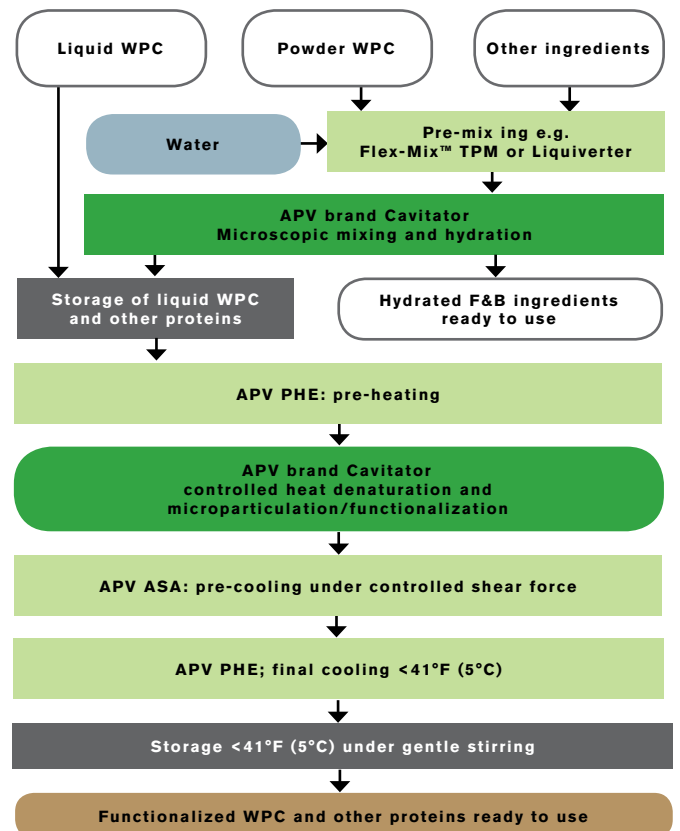 Liquid WPC
Powder WPC
Other ingredients
Water
Pre-mix ing e.g.
Flex-Mix™ TPM or Liquiverter
APV brand Cavitator
Microscopic mixing and hydration
Storage of liquid WPC
and other proteins
Hydrated F&B ingredients
ready to use
APV PHE: pre-heating
APV brand Cavitator
controlled heat denaturation and
microparticulation/functionalization
APV ASA: pre-cooling under controlled shear force
APV PHE; final cooling <41°F (5°C)
Storage <41°F (5°C) under gentle stirring
Functionalized WPC and other proteins ready to use